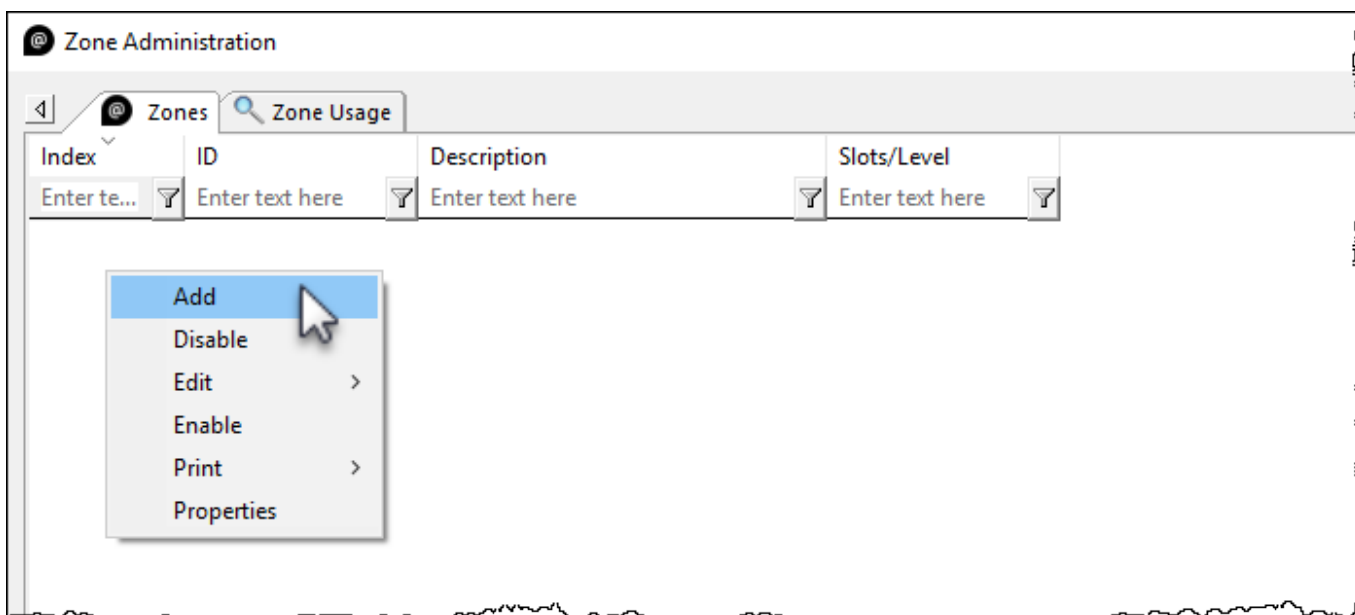 Zone Administration
Zones Zone Usage
Index ID Description Slots/Level
Enter te... Enter text here Enter text here Enter text here
Add
Disable
Edit >
Enable
Print >
Properties